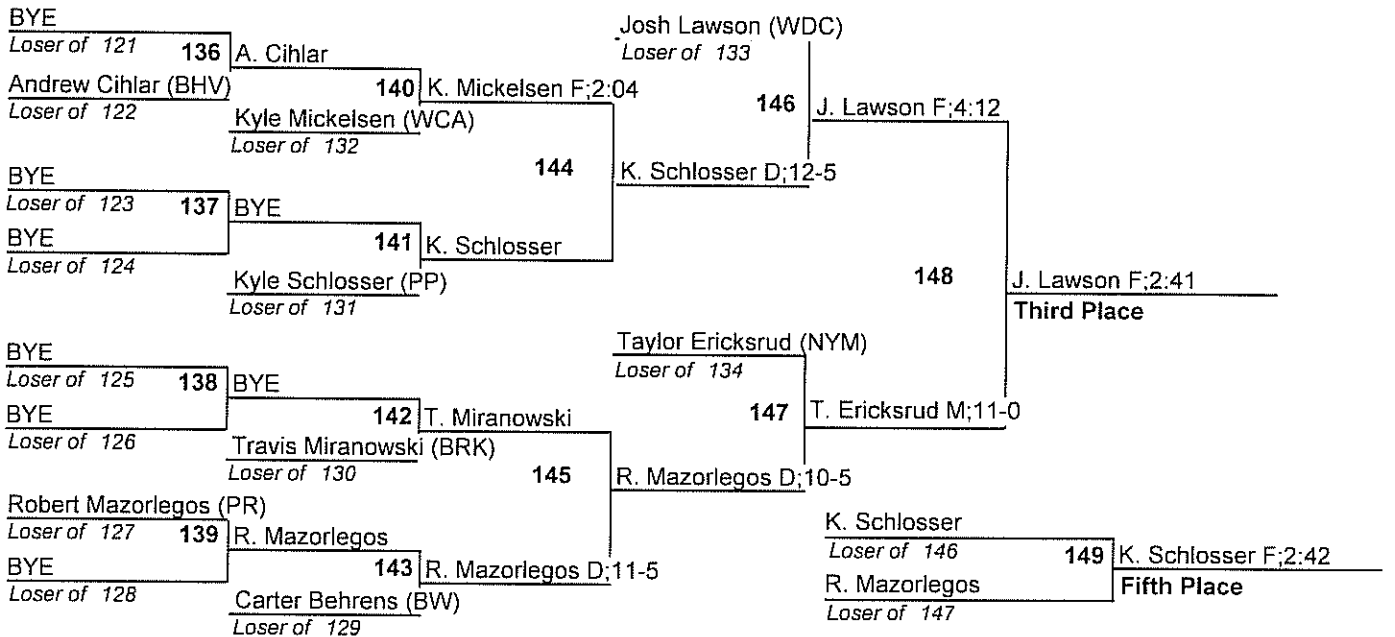 BYE
Loser of 121
136
A. Cihlar
Andrew Cihlar (BHV)
Loser of 122
140
K. Mickelsen F;2:04
Kyle Mickelsen (WCA)
Loser of 132
BYE
Loser of 123
137
BYE
BYE
Loser of 124
141
K. Schlosser
Kyle Schlosser (PP)
Loser of 131
144
K. Schlosser D;12-5
Josh Lawson (WDC)
Loser of 133
146
J. Lawson F;4:12
BYE
Loser of 125
138
BYE
BYE
Loser of 126
142
T. Miranowski
Travis Miranowski (BRK)
Loser of 130
Robert Mazorlegos (PR)
Loser of 127
139
R. Mazorlegos
BYE
Loser of 128
143
R. Mazorlegos D;11-5
Carter Behrens (BW)
Loser of 129
145
R. Mazorlegos D;10-5
Taylor Ericksrud (NYM)
Loser of 134
147
T. Ericksrud M;11-0
148
J. Lawson F;2:41
Third Place
K. Schlosser
Loser of 146
149
K. Schlosser F;2:42
R. Mazorlegos
Loser of 147
Fifth Place